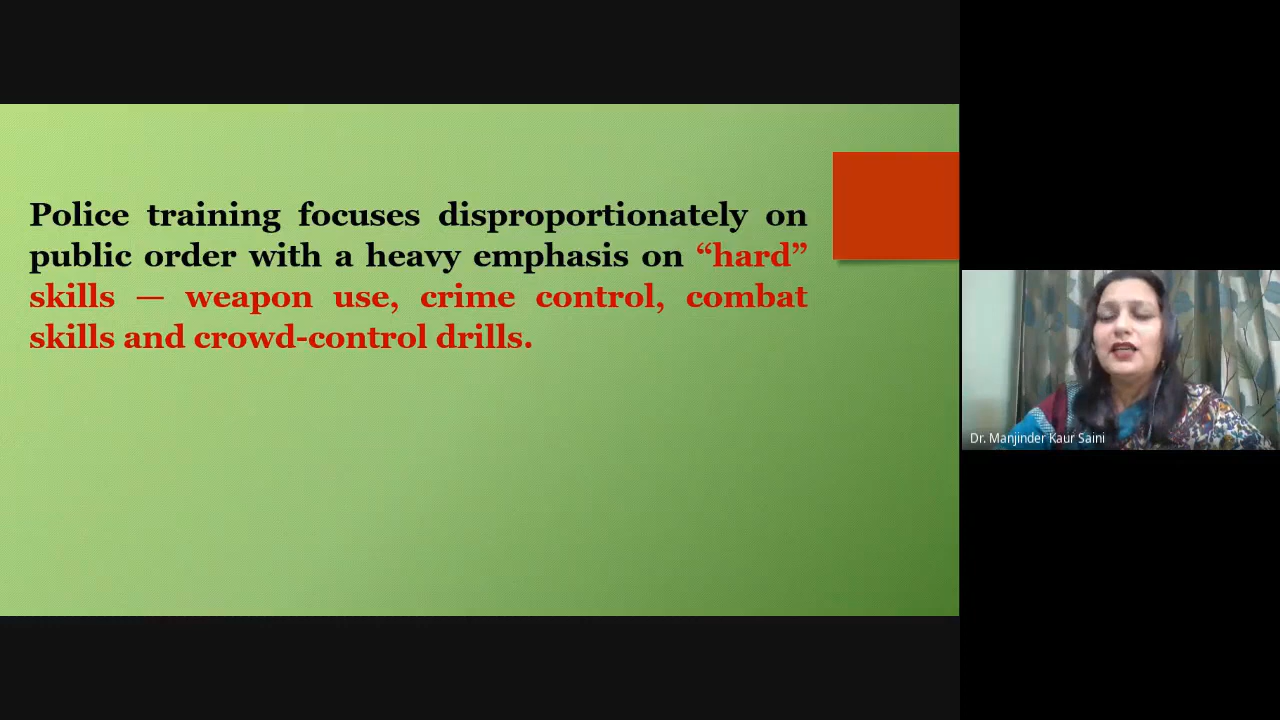 Police training focuses disproportionately on
public order with a heavy emphasis on “hard”
skills — weapon use, crime control, combat
skills and crowd-control drills.
Dr. Manjinder Kaur Saini